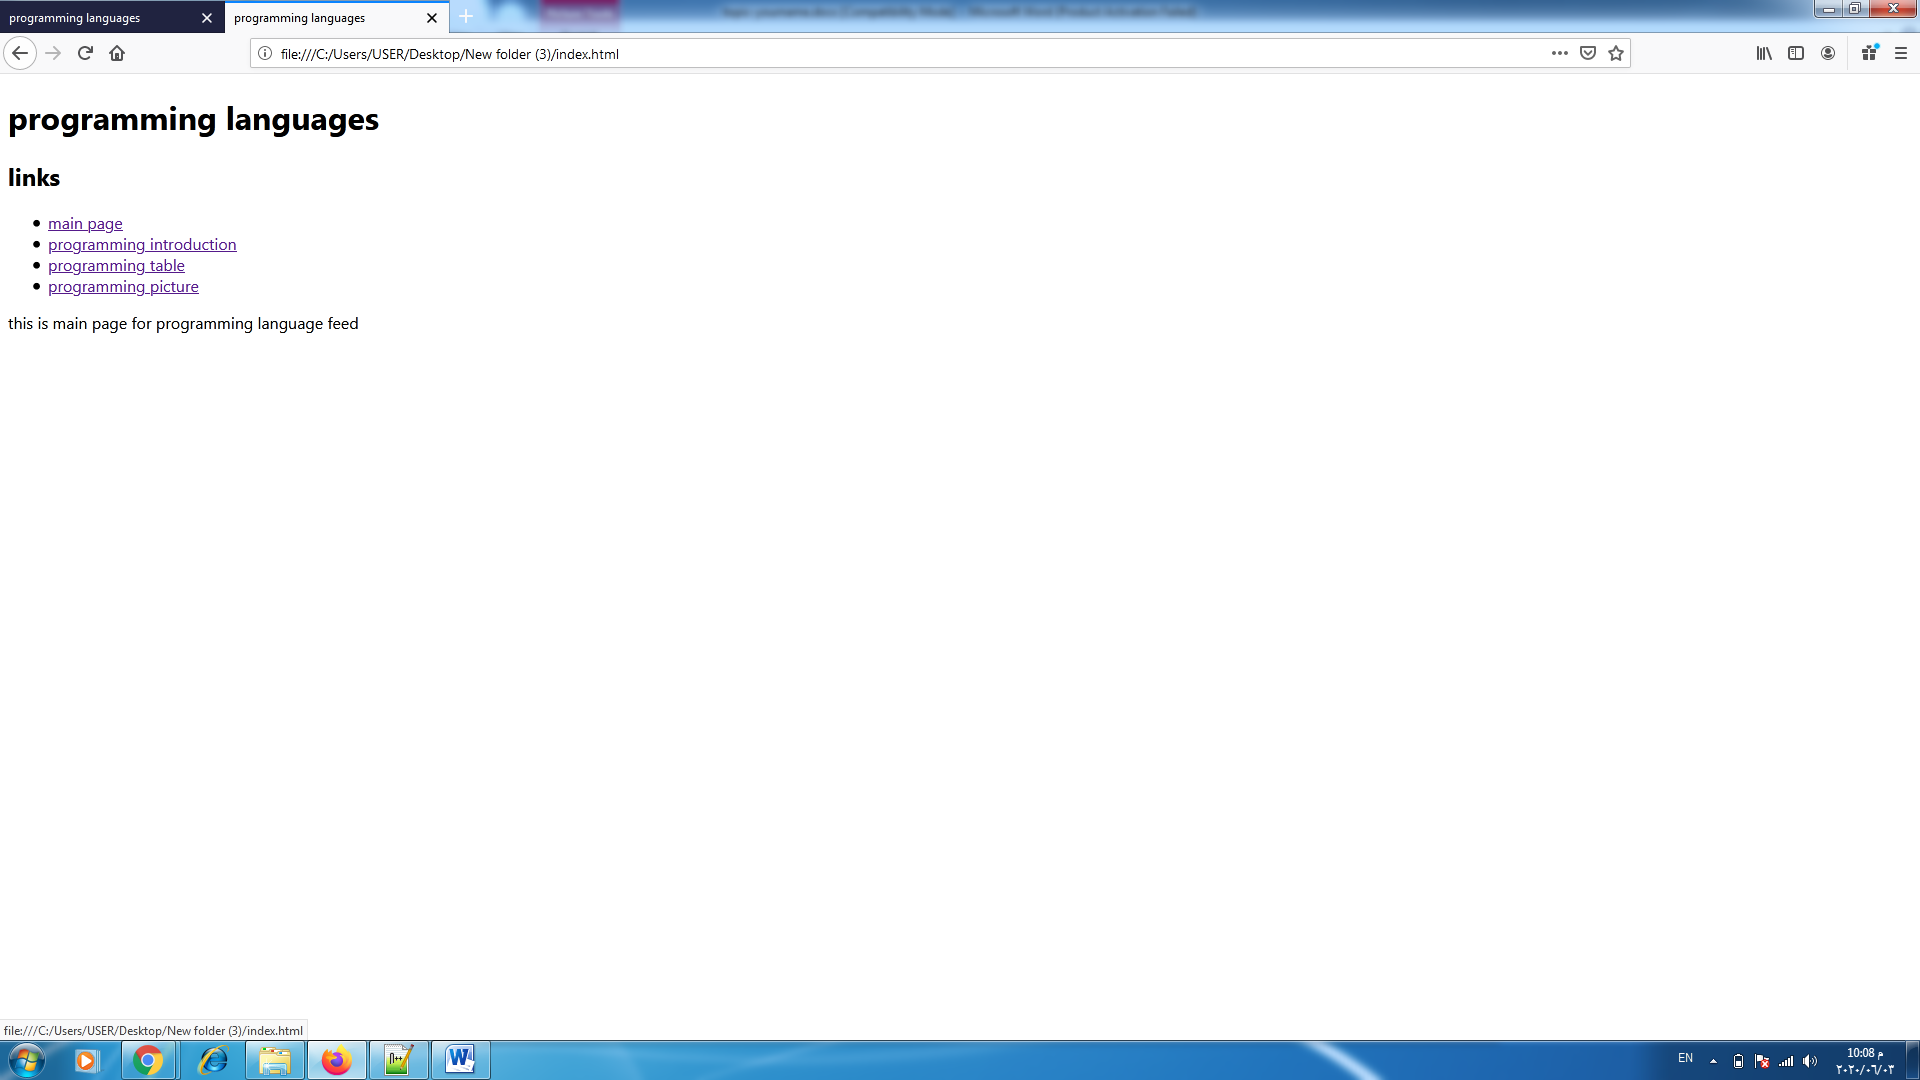 programming languages
programming languages
file:///C:/Users/USER/Desktop/New folder (3)/index.html
programming languages
links
main page
programming introduction
programming table
programming picture
this is main page for programming language feed
file:///C:/Users/USER/Desktop/New folder (3)/index.html
EN
10:08 م
٢٠٢٠/٠٦/٠٣